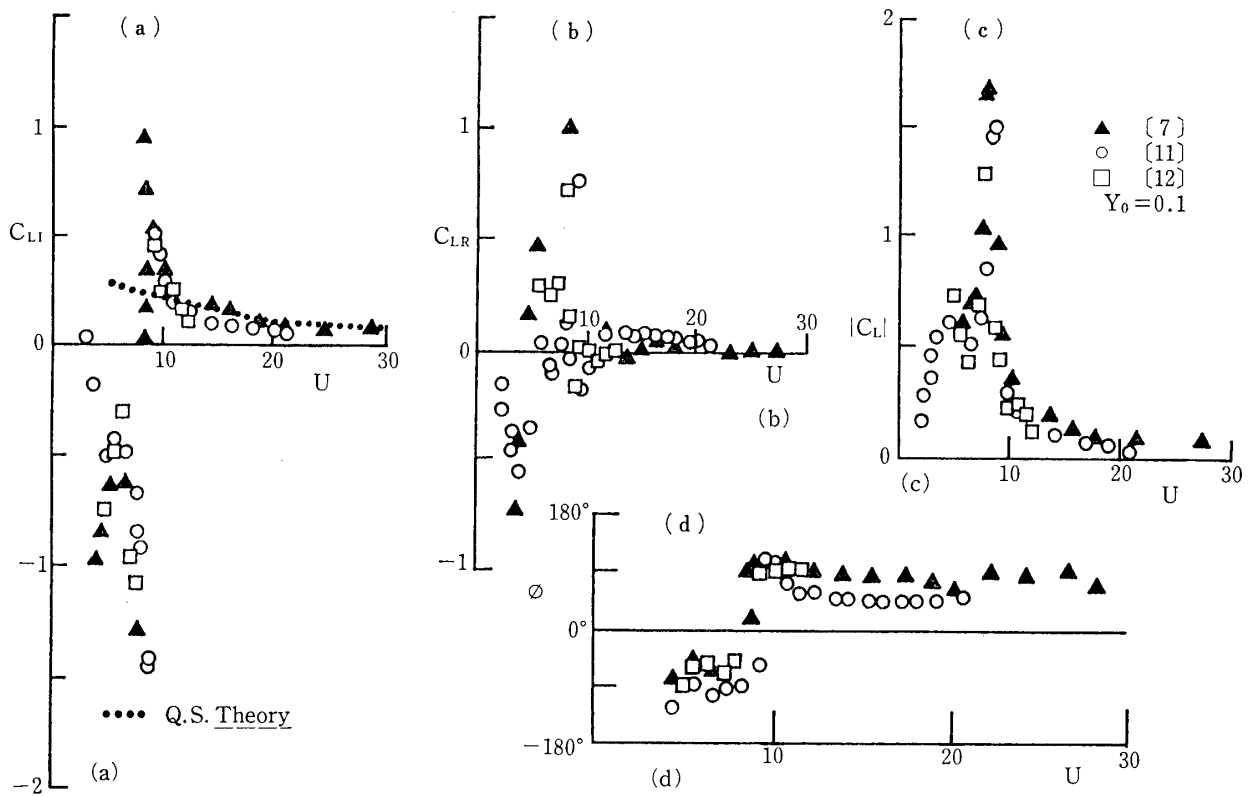 (a)
1
C_LI
0
10
20
30
U
−1
Q.S. Theory
−2
(a)
(b)
1
C_LR
0
10
20
30
U
(b)
−1
(c)
2
[7]
[11]
[12]
Y₀=0.1
1
|C_L|
0
10
20
30
U
(c)
(d)
180°
∅
0°
−180°
10
20
30
U
(d)